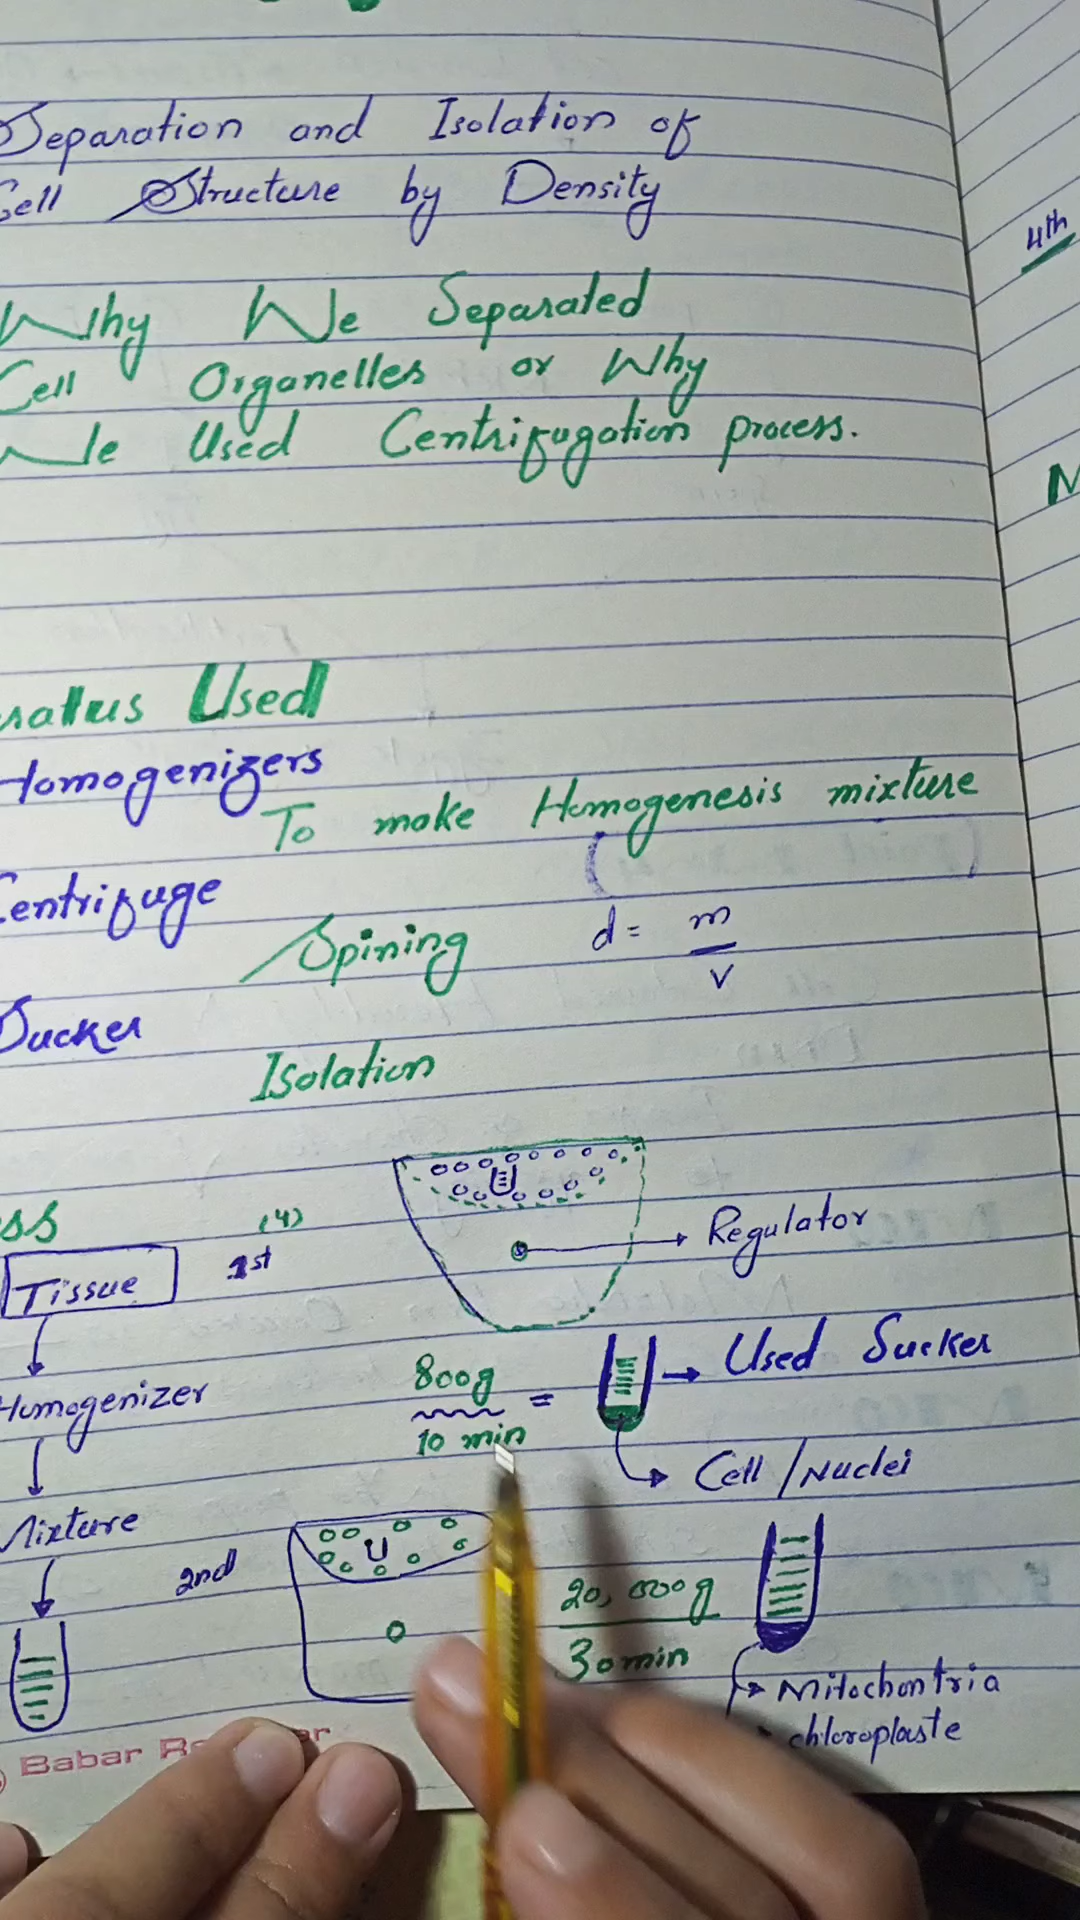 Separation and Isolation of
Cell Structure by Density
Why We Separated
Cell Organelles or Why
We Used Centrifugation process.
4th
Used
Homogenizers
To make Homogenesis mixture
Centrifuge
Spining
d = m
v
Sucker
Isolation
(4)
1st
Tissue
Regulator
Homogenizer
800g
10 min
=
Used Sucker
Cell / Nuclei
Mixture
2nd
20,000g
30min
Mitochontria
chloroplaste
Babar